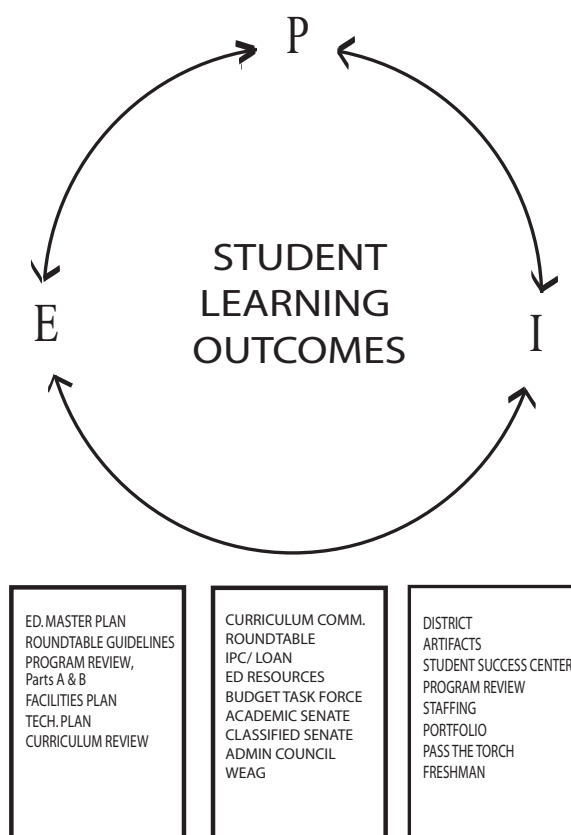 P
STUDENT
LEARNING
OUTCOMES
E
I
ED. MASTER PLAN
ROUNDTABLE GUIDELINES
PROGRAM REVIEW,
Parts A & B
FACILITIES PLAN
TECH. PLAN
CURRICULUM REVIEW
CURRICULUM COMM.
ROUNDTABLE
IPC/ LOAN
ED RESOURCES
BUDGET TASK FORCE
ACADEMIC SENATE
CLASSIFIED SENATE
ADMIN COUNCIL
WEAG
DISTRICT
ARTIFACTS
STUDENT SUCCESS CENTER
PROGRAM REVIEW
STAFFING
PORTFOLIO
PASS THE TORCH
FRESHMAN